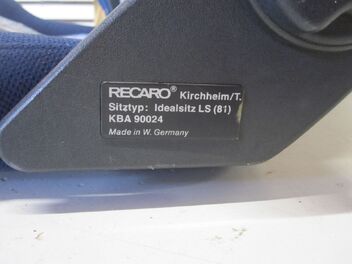 RECARO® Kirchheim/T.
Sitztyp: Idealsitz LS (81)
KBA 90024
Made in W. Germany